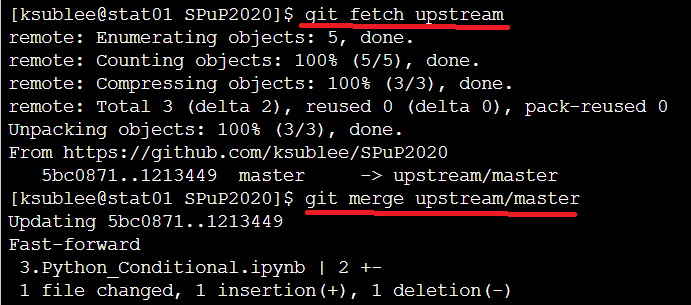 [ksublee@stat01 SPuP2020]$ git fetch upstream
remote: Enumerating objects: 5, done.
remote: Counting objects: 100% (5/5), done.
remote: Compressing objects: 100% (3/3), done.
remote: Total 3 (delta 2), reused 0 (delta 0), pack-reused 0
Unpacking objects: 100% (3/3), done.
From https://github.com/ksublee/SPuP2020
   5bc0871..1213449  master     -> upstream/master
[ksublee@stat01 SPuP2020]$ git merge upstream/master
Updating 5bc0871..1213449
Fast-forward
 3.Python_Conditional.ipynb | 2 +-
 1 file changed, 1 insertion(+), 1 deletion(-)